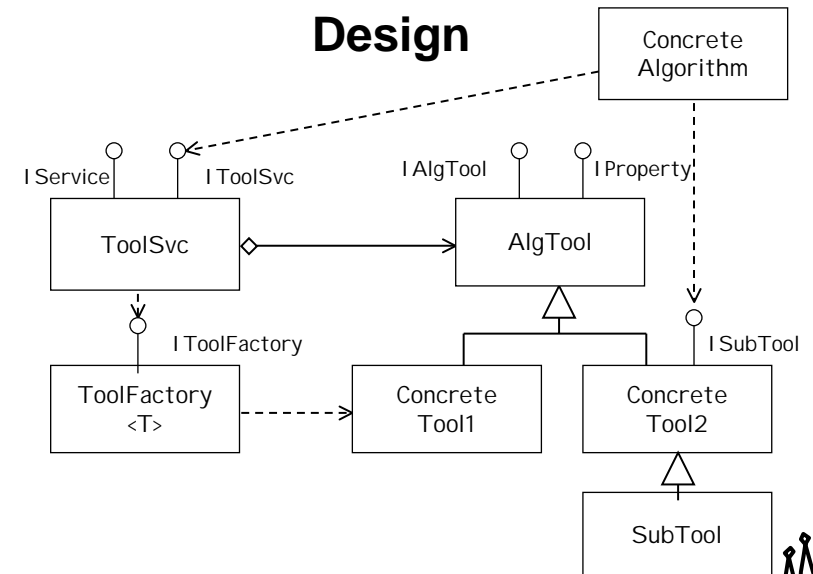 Design
Concrete
Algorithm
IService
IToolSvc
IAlgTool
IProperty
ToolSvc
AlgTool
IToolFactory
ISubTool
ToolFactory
<T>
Concrete
Tool1
Concrete
Tool2
SubTool